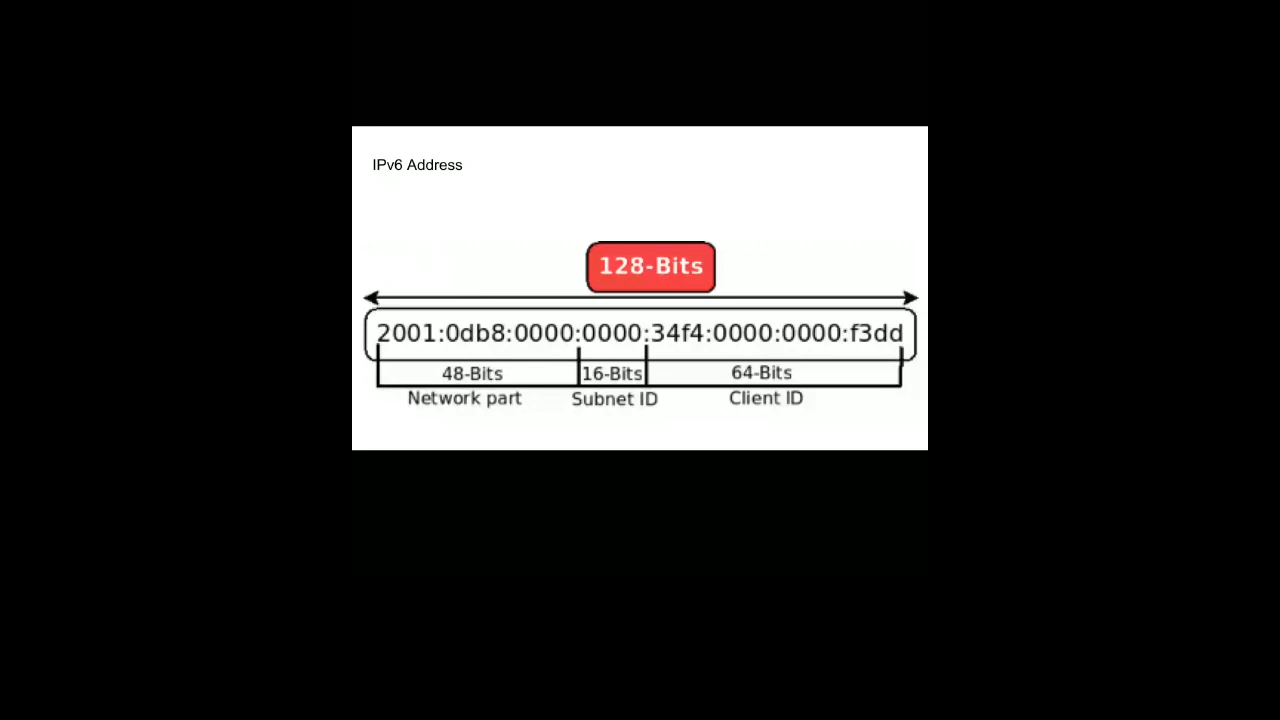 IPv6 Address
128-Bits
2001:0db8:0000:0000:34f4:0000:0000:f3dd
48-Bits 16-Bits 64-Bits
Network part Subnet ID Client ID